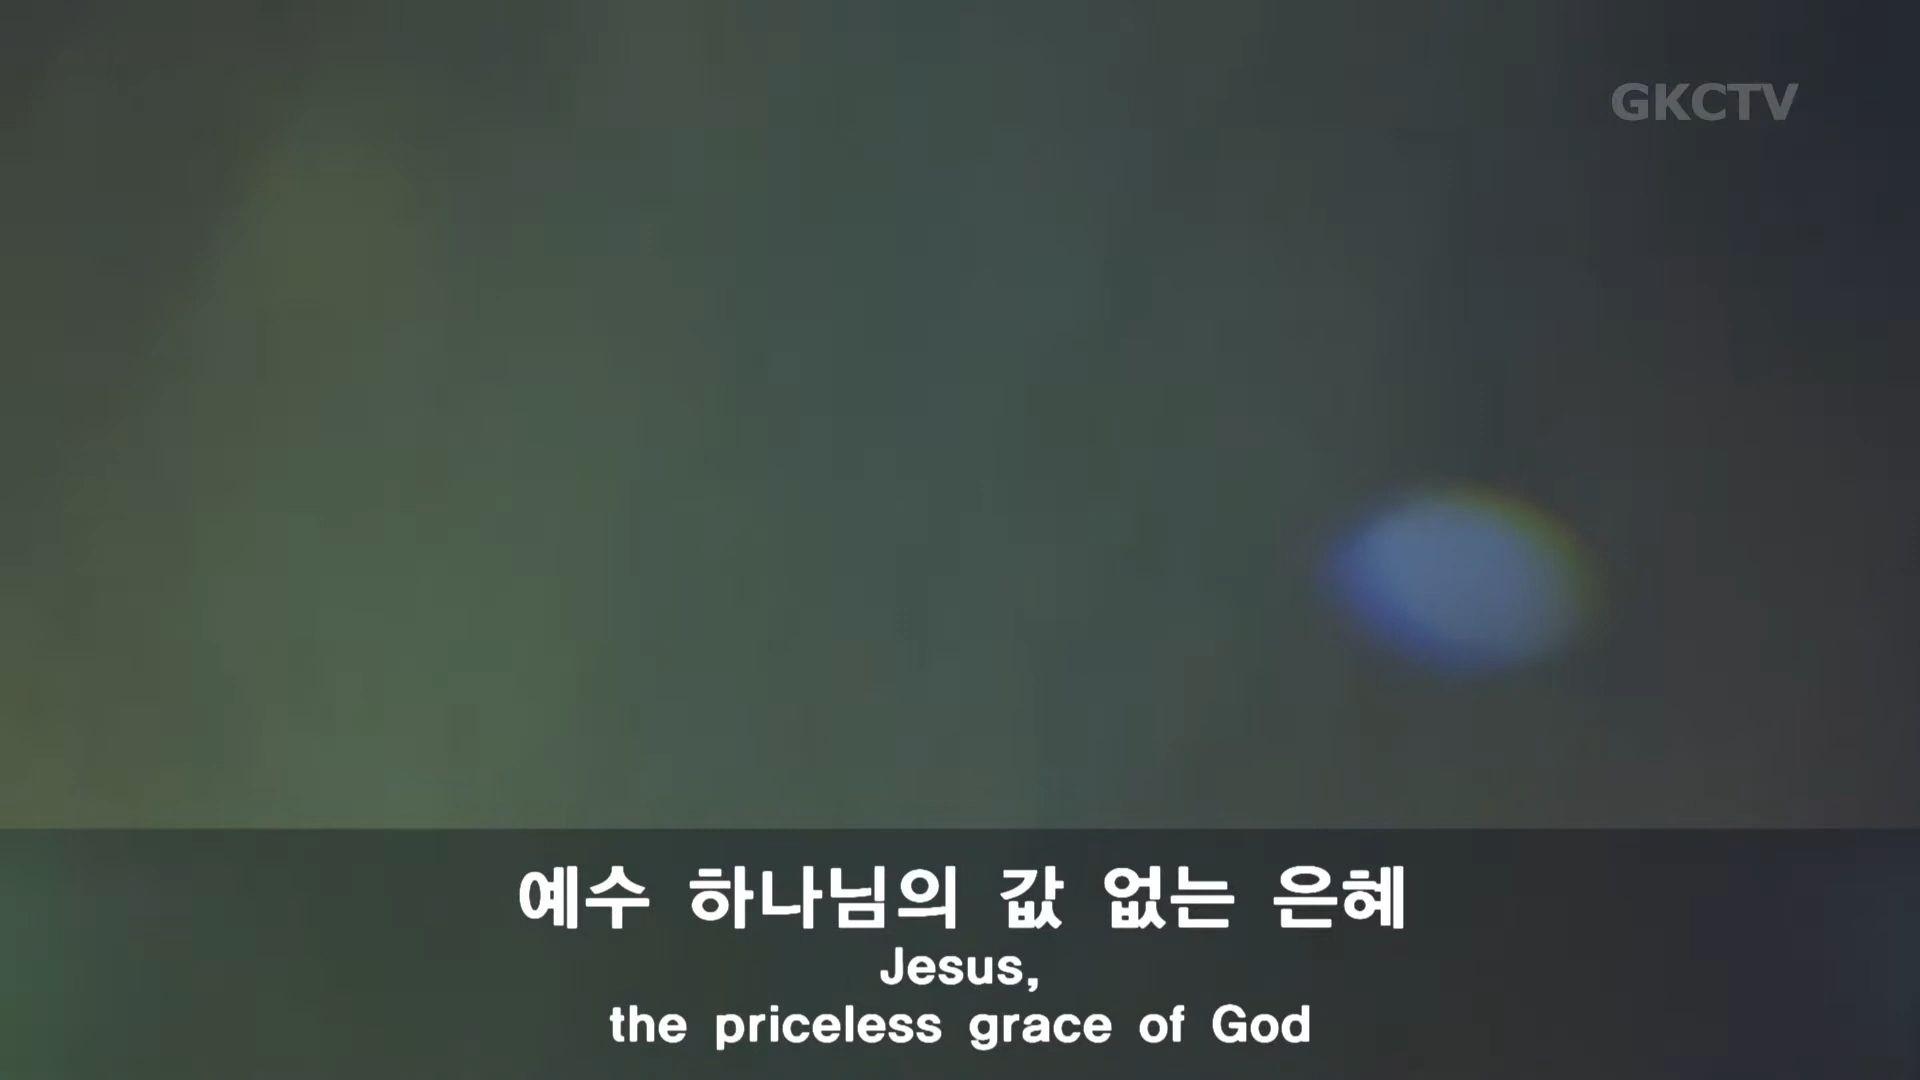 GKCTV
예수 하나님의 값 없는 은혜
Jesus,
the priceless grace of God